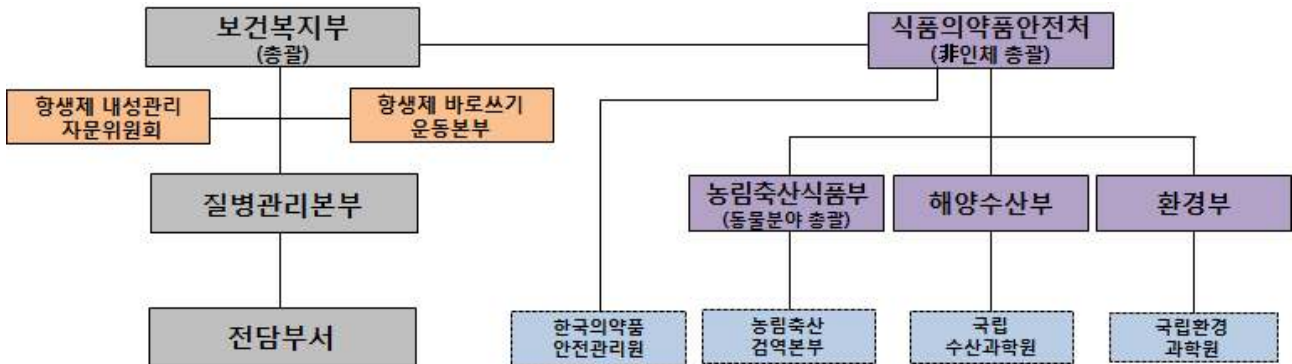 보건복지부
(총괄)
식품의약품안전처
(非인체 총괄)
항생제 내성관리
자문위원회
항생제 바로쓰기
운동본부
질병관리본부
농림축산식품부
(동물분야 총괄)
해양수산부
환경부
전담부서
한국의약품
안전관리원
농림축산
검역본부
국립
수산과학원
국립환경
과학원